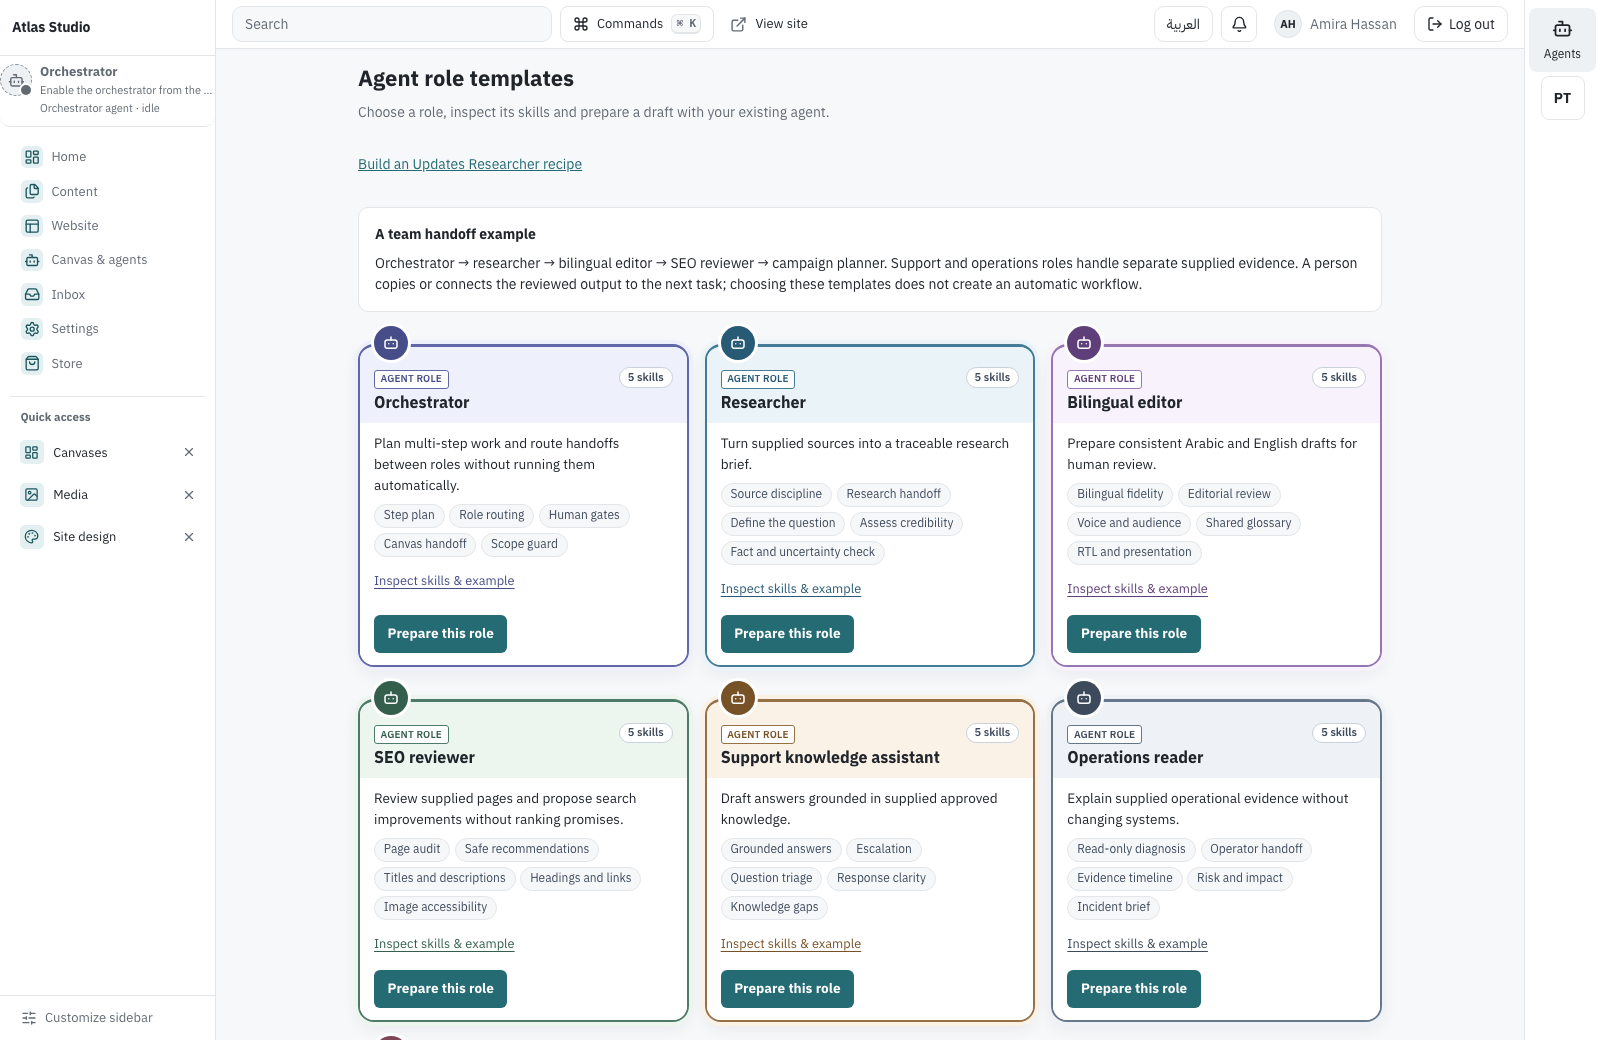 Atlas Studio
Orchestrator
Enable the orchestrator from the ...
Orchestrator agent · idle
Home
Content
Website
Canvas & agents
Inbox
Settings
Store
Quick access
Canvases
Media
Site design
Customize sidebar
Search
Commands ⌘ K
View site
العربية
AH Amira Hassan
Log out
Agents
PT
Agent role templates
Choose a role, inspect its skills and prepare a draft with your existing agent.
Build an Updates Researcher recipe
A team handoff example
Orchestrator → researcher → bilingual editor → SEO reviewer → campaign planner. Support and operations roles handle separate supplied evidence. A person
copies or connects the reviewed output to the next task; choosing these templates does not create an automatic workflow.
AGENT ROLE
5 skills
Orchestrator
Plan multi-step work and route handoffs
between roles without running them
automatically.
Step plan Role routing Human gates
Canvas handoff Scope guard
Inspect skills & example
Prepare this role
AGENT ROLE
5 skills
Researcher
Turn supplied sources into a traceable research
brief.
Source discipline Research handoff
Define the question Assess credibility
Fact and uncertainty check
Inspect skills & example
Prepare this role
AGENT ROLE
5 skills
Bilingual editor
Prepare consistent Arabic and English drafts for
human review.
Bilingual fidelity Editorial review
Voice and audience Shared glossary
RTL and presentation
Inspect skills & example
Prepare this role
AGENT ROLE
5 skills
SEO reviewer
Review supplied pages and propose search
improvements without ranking promises.
Page audit Safe recommendations
Titles and descriptions Headings and links
Image accessibility
Inspect skills & example
Prepare this role
AGENT ROLE
5 skills
Support knowledge assistant
Draft answers grounded in supplied approved
knowledge.
Grounded answers Escalation
Question triage Response clarity
Knowledge gaps
Inspect skills & example
Prepare this role
AGENT ROLE
5 skills
Operations reader
Explain supplied operational evidence without
changing systems.
Read-only diagnosis Operator handoff
Evidence timeline Risk and impact
Incident brief
Inspect skills & example
Prepare this role